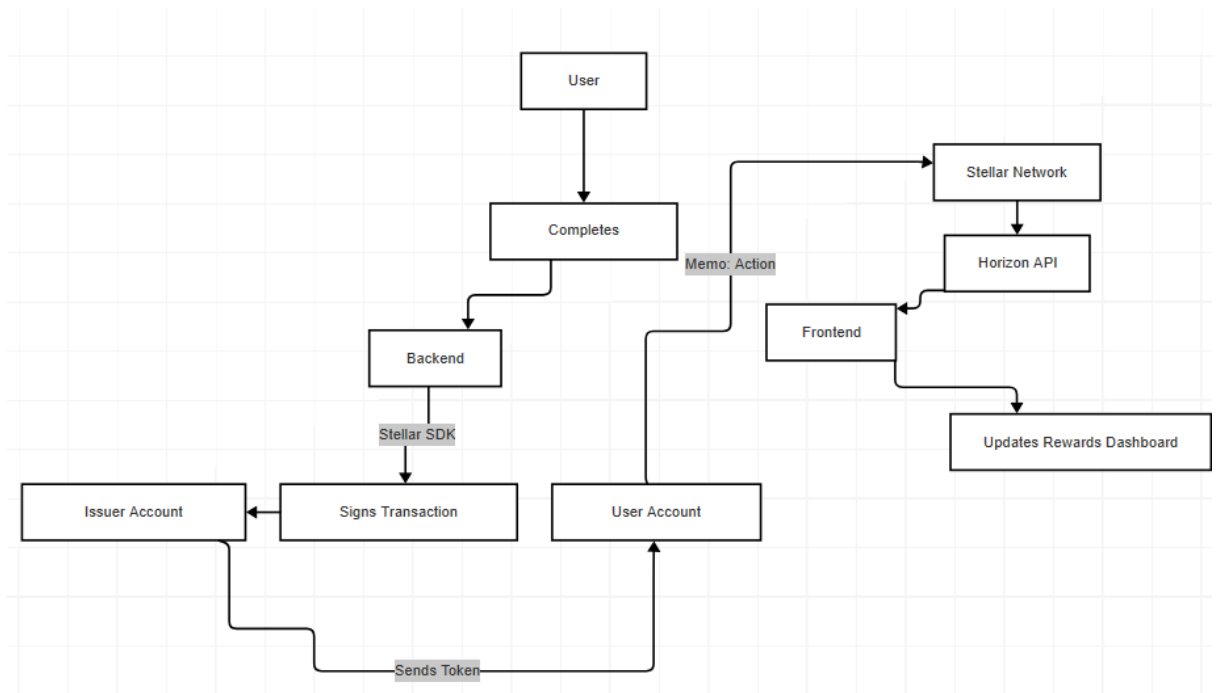 User
Stellar Network
Completes
Memo: Action
Horizon API
Frontend
Backend
Stellar SDK
Updates Rewards Dashboard
Issuer Account
Signs Transaction
User Account
Sends Token